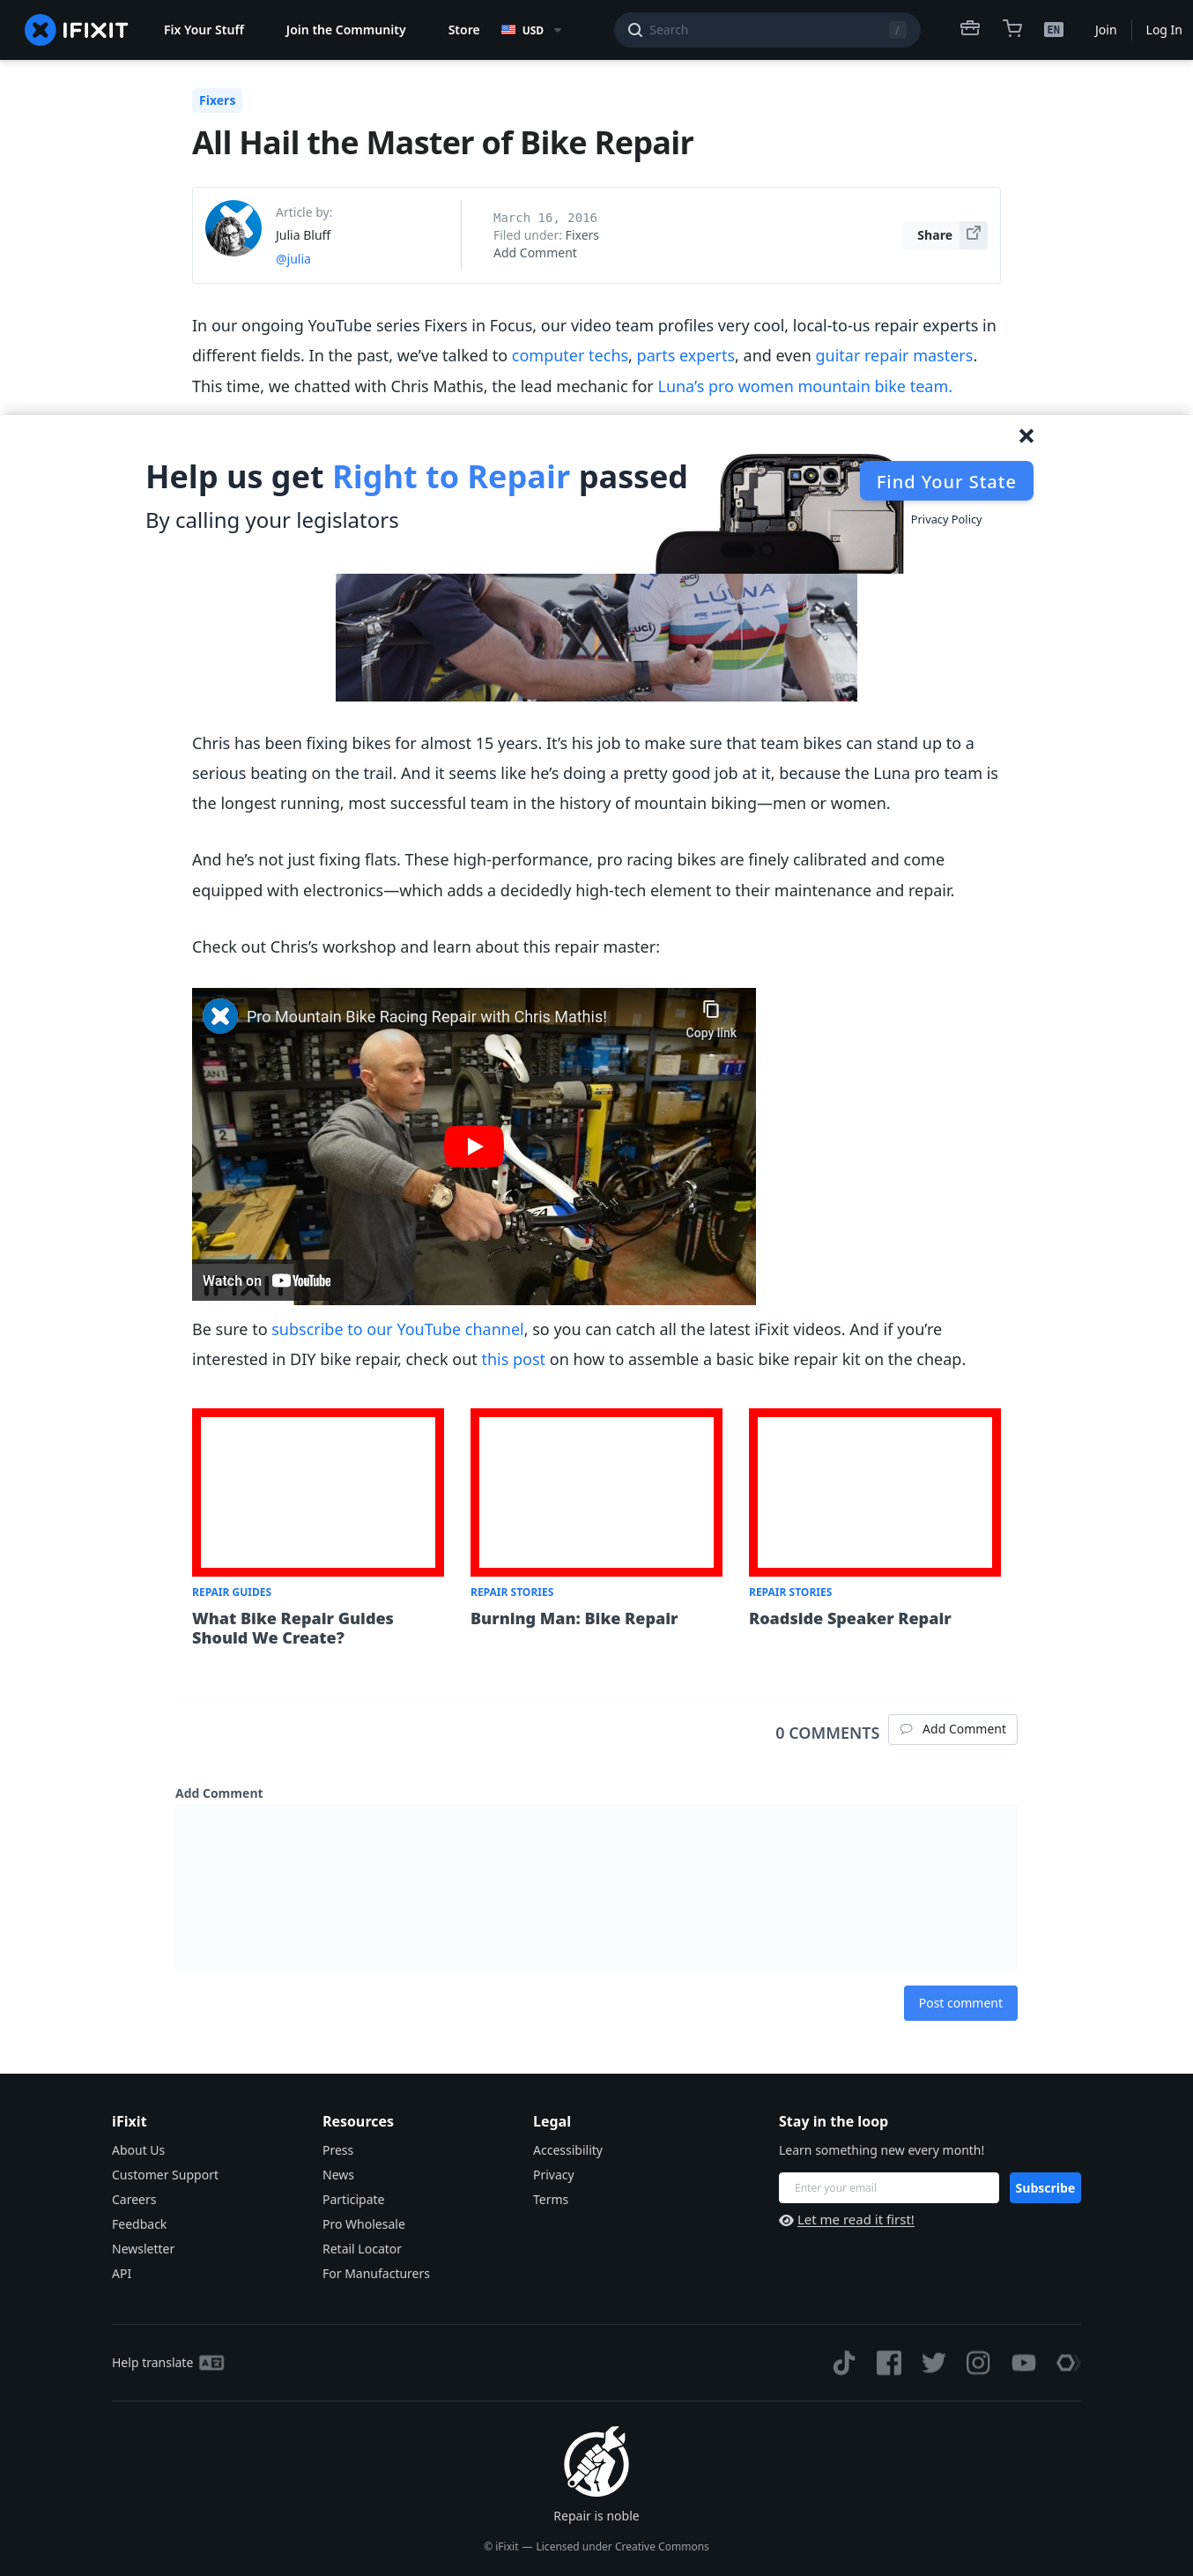 IFIXIT
Fix Your Stuff
Join the Community
Store
USD
Search
/
EN
Join
Log In
Fixers
All Hail the Master of Bike Repair
Article by:
Julia Bluff
@julia
March 16, 2016
Filed under: Fixers
Add Comment
Share
In our ongoing YouTube series Fixers in Focus, our video team profiles very cool, local-to-us repair experts in
different fields. In the past, we’ve talked to computer techs, parts experts, and even guitar repair masters.
This time, we chatted with Chris Mathis, the lead mechanic for Luna’s pro women mountain bike team.
Help us get Right to Repair passed
By calling your legislators
Find Your State
Privacy Policy
LUNA
uci
Chris has been fixing bikes for almost 15 years. It’s his job to make sure that team bikes can stand up to a
serious beating on the trail. And it seems like he’s doing a pretty good job at it, because the Luna pro team is
the longest running, most successful team in the history of mountain biking—men or women.
And he’s not just fixing flats. These high-performance, pro racing bikes are finely calibrated and come
equipped with electronics—which adds a decidedly high-tech element to their maintenance and repair.
Check out Chris’s workshop and learn about this repair master:
Pro Mountain Bike Racing Repair with Chris Mathis!
Copy link
CAN 1
2
Watch on YouTube
Be sure to subscribe to our YouTube channel, so you can catch all the latest iFixit videos. And if you’re
interested in DIY bike repair, check out this post on how to assemble a basic bike repair kit on the cheap.
REPAIR GUIDES
What Bike Repair Guides
Should We Create?
REPAIR STORIES
Burning Man: Bike Repair
REPAIR STORIES
Roadside Speaker Repair
0 COMMENTS
Add Comment
Add Comment
Post comment
iFixit
About Us
Customer Support
Careers
Feedback
Newsletter
API
Resources
Press
News
Participate
Pro Wholesale
Retail Locator
For Manufacturers
Legal
Accessibility
Privacy
Terms
Stay in the loop
Learn something new every month!
Enter your email
Subscribe
Let me read it first!
Help translate
Repair is noble
© iFixit — Licensed under Creative Commons